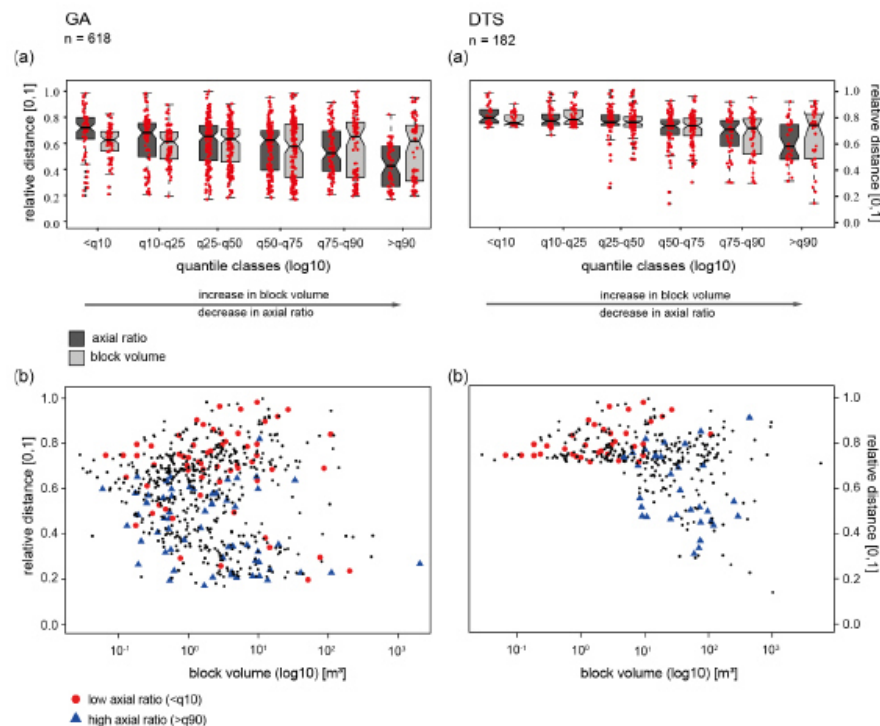 GA
n = 618
(a)
relative distance [0,1]
1.0
0.8
0.6
0.4
0.2
0.0
<q10
q10-q25
q25-q50
q50-q75
q75-q90
>q90
quantile classes (log10)
increase in block volume
decrease in axial ratio
axial ratio
block volume
DTS
n = 182
(a)
1.0
0.8
0.6
0.4
0.2
0.0
relative distance [0,1]
<q10
q10-q25
q25-q50
q50-q75
q75-q90
>q90
quantile classes (log10)
increase in block volume
decrease in axial ratio
(b)
relative distance [0,1]
1.0
0.8
0.6
0.4
0.2
0.0
10⁻¹
10⁰
10¹
10²
10³
block volume (log10) [m³]
low axial ratio (<q10)
high axial ratio (>q90)
(b)
1.0
0.8
0.6
0.4
0.2
0.0
relative distance [0,1]
10⁻¹
10⁰
10¹
10²
10³
block volume (log10) [m³]